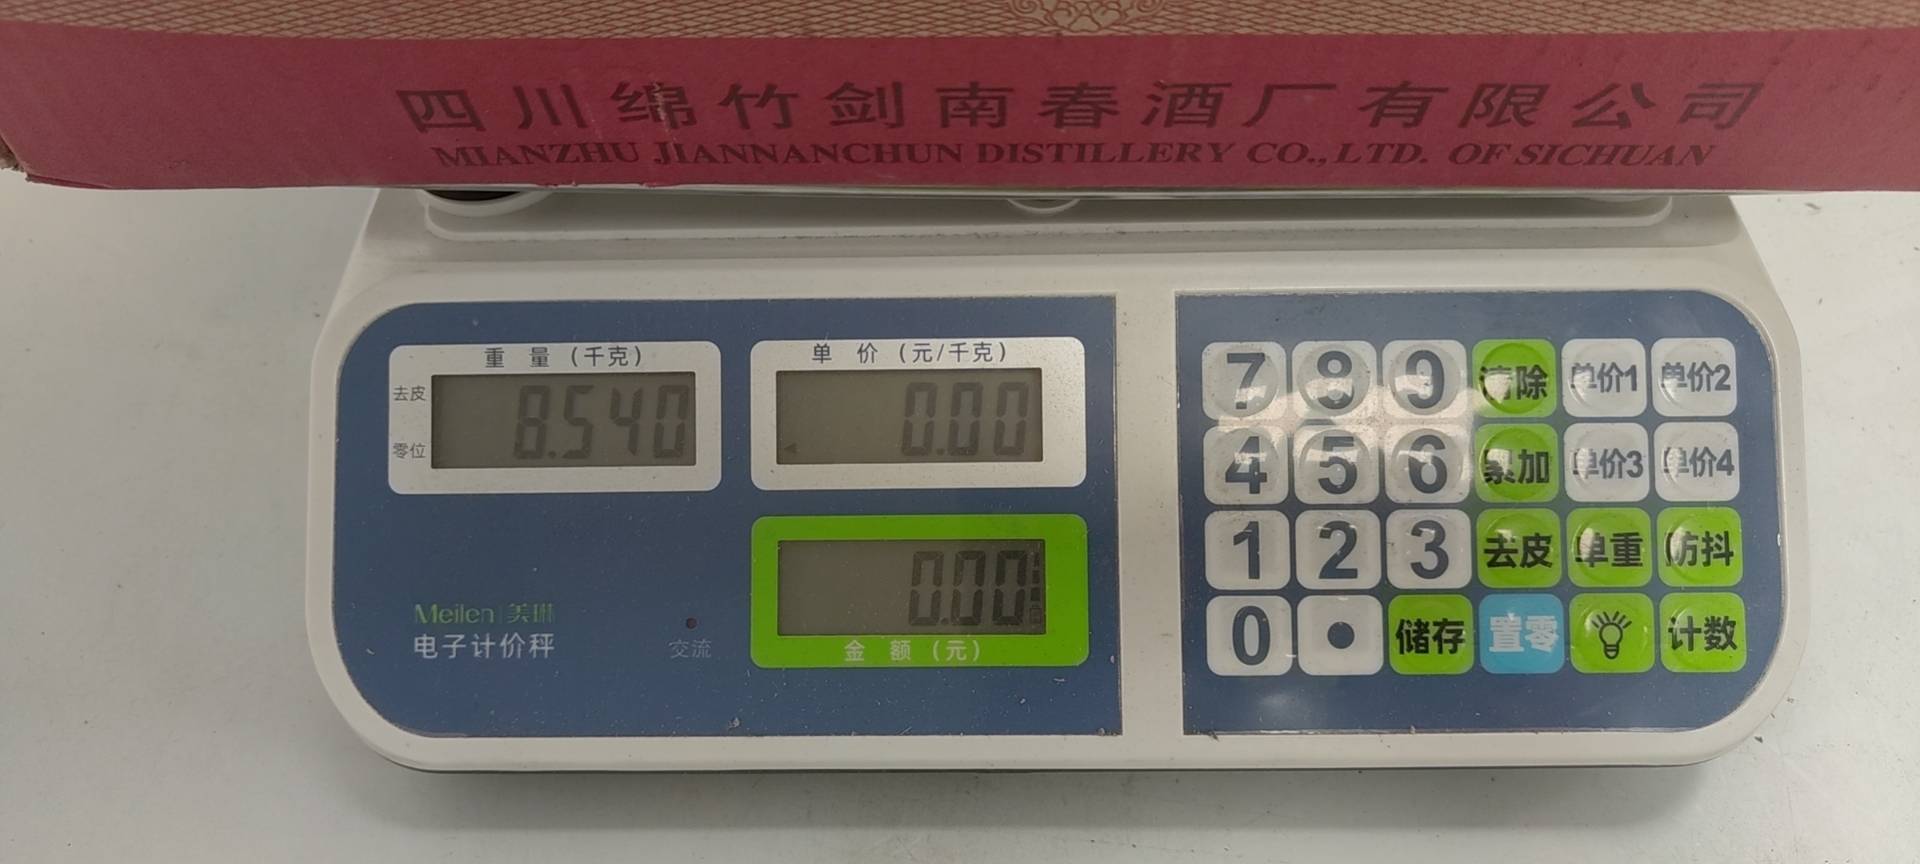 四川绵竹剑南春酒厂有限公司
MIANZHU JIANNANCHUN DISTILLERY CO.,LTD. OF SICHUAN
重 量 (千克)
去皮
零位
8.540
单 价 (元/千克)
0.00
0.00
金 额 (元)
Meilen 美琳
电子计价秤
交流
7 8 9 清除 单价1 单价2
4 5 6 累加 单价3 单价4
1 2 3 去皮 单重 防抖
0 . 储存 置零 计数